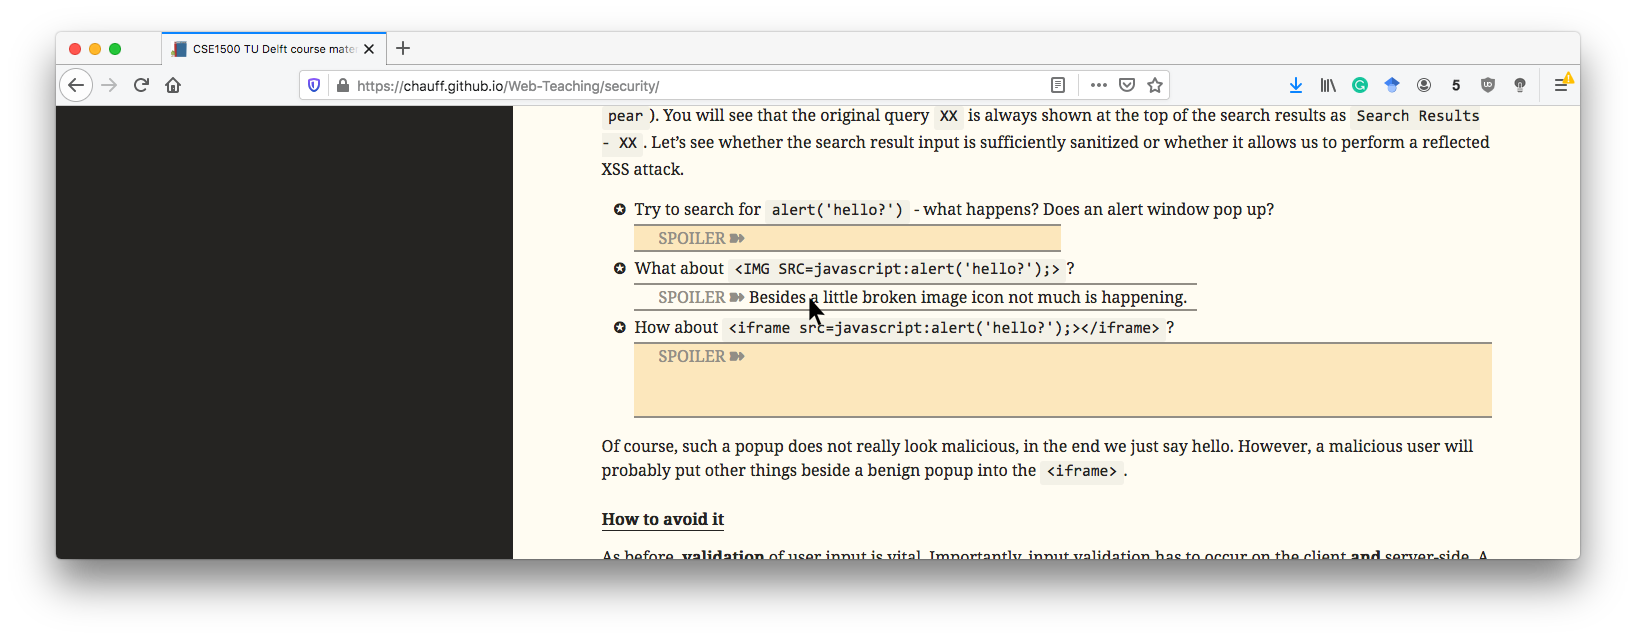 CSE1500 TU Delft course mate
https://chauff.github.io/Web-Teaching/security/
5
pear ). You will see that the original query XX is always shown at the top of the search results as Search Results
- XX . Let’s see whether the search result input is sufficiently sanitized or whether it allows us to perform a reflected
XSS attack.
Try to search for alert('hello?') - what happens? Does an alert window pop up?
SPOILER
What about <IMG SRC=javascript:alert('hello?');> ?
SPOILER Besides a little broken image icon not much is happening.
How about <iframe src=javascript:alert('hello?');></iframe> ?
SPOILER
Of course, such a popup does not really look malicious, in the end we just say hello. However, a malicious user will
probably put other things beside a benign popup into the <iframe> .
How to avoid it
As before, validation of user input is vital. Importantly, input validation has to occur on the client and server-side. A